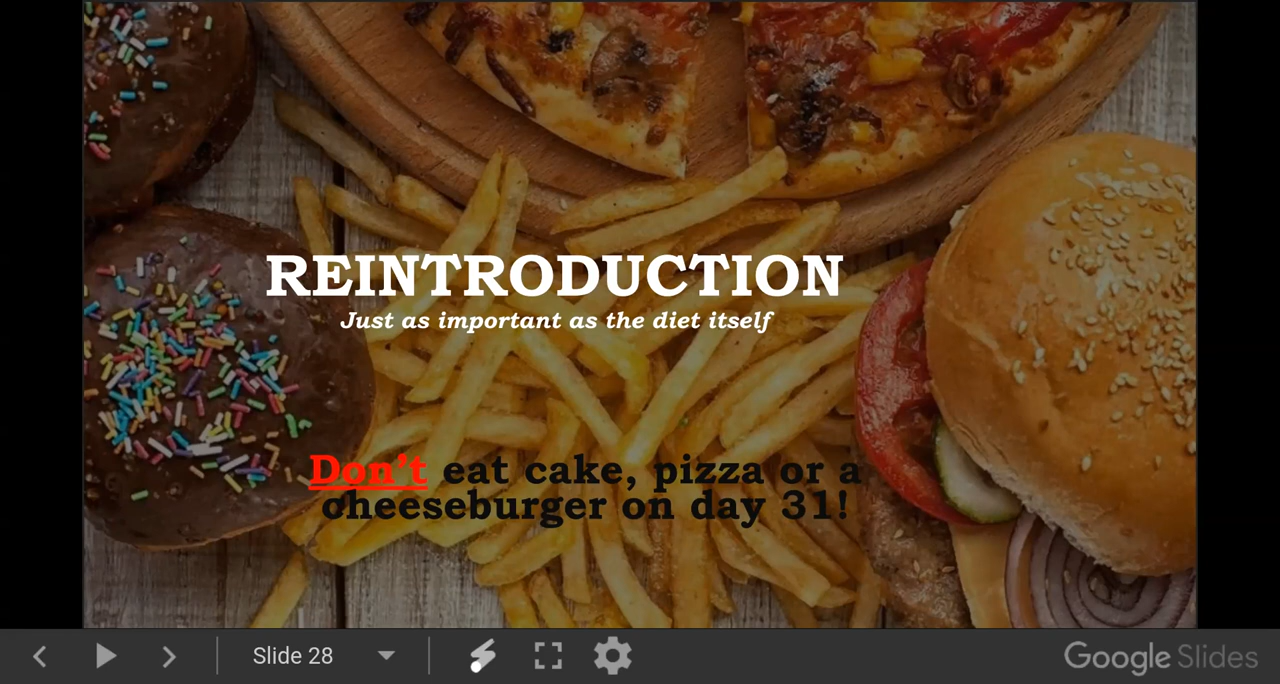 REINTRODUCTION
Just as important as the diet itself
Don't eat cake, pizza or a
cheeseburger on day 31!
Slide 28
Google Slides